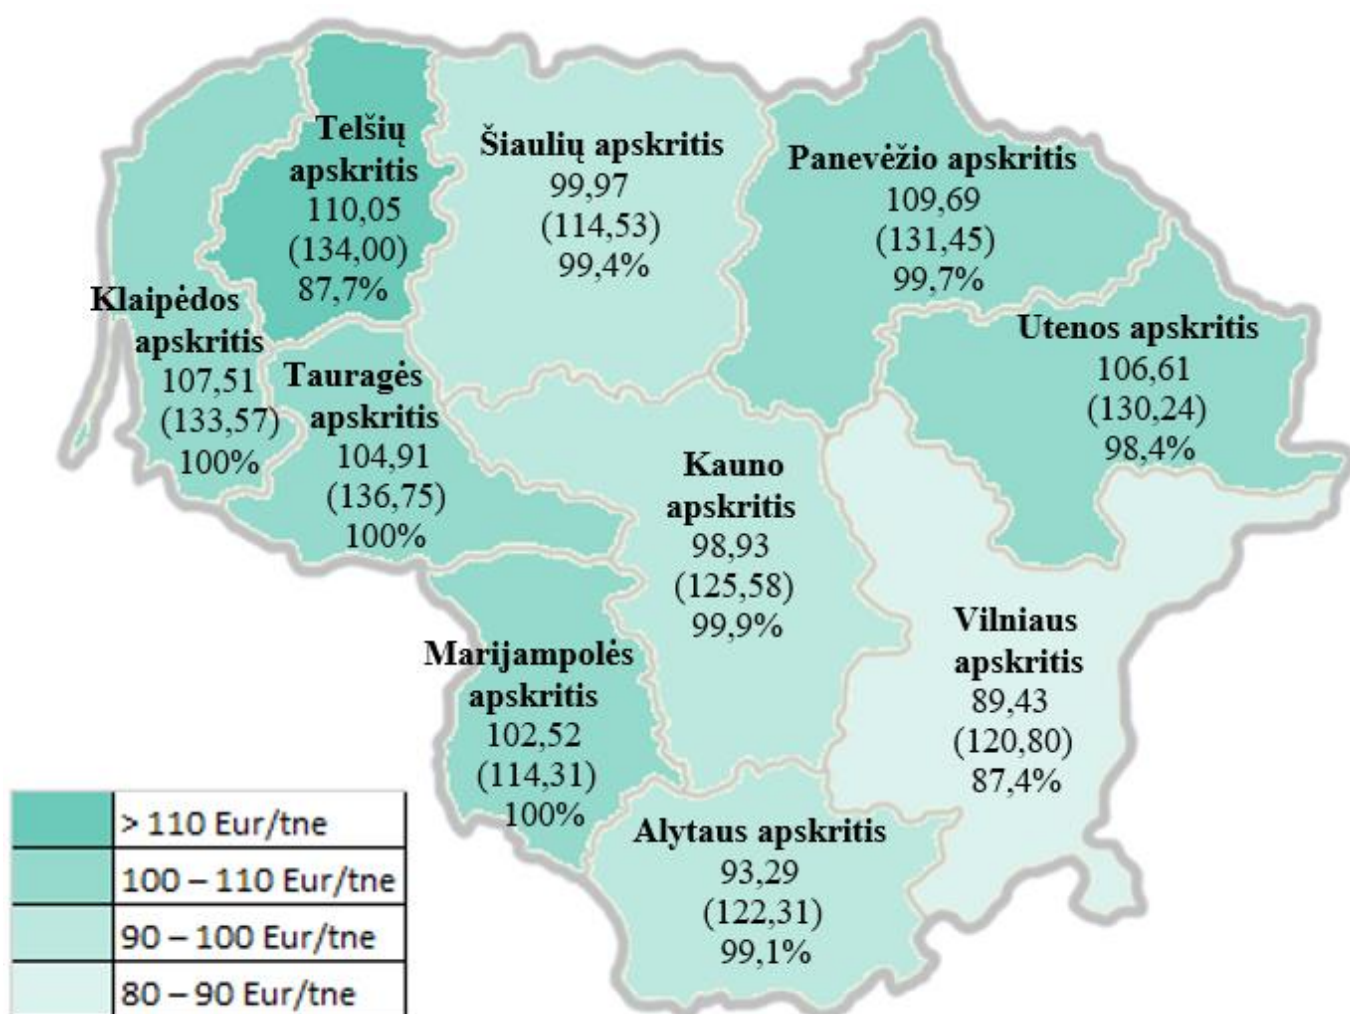 Telšių
apskritis
110,05
(134,00)
87,7%
Šiaulių apskritis
99,97
(114,53)
99,4%
Panevėžio apskritis
109,69
(131,45)
99,7%
Klaipėdos
apskritis
107,51
(133,57)
100%
Tauragės
apskritis
104,91
(136,75)
100%
Utenos apskritis
106,61
(130,24)
98,4%
Kauno
apskritis
98,93
(125,58)
99,9%
Vilniaus
apskritis
89,43
(120,80)
87,4%
Marijampolės
apskritis
102,52
(114,31)
100%
Alytaus apskritis
93,29
(122,31)
99,1%
> 110 Eur/tne
100 – 110 Eur/tne
90 – 100 Eur/tne
80 – 90 Eur/tne